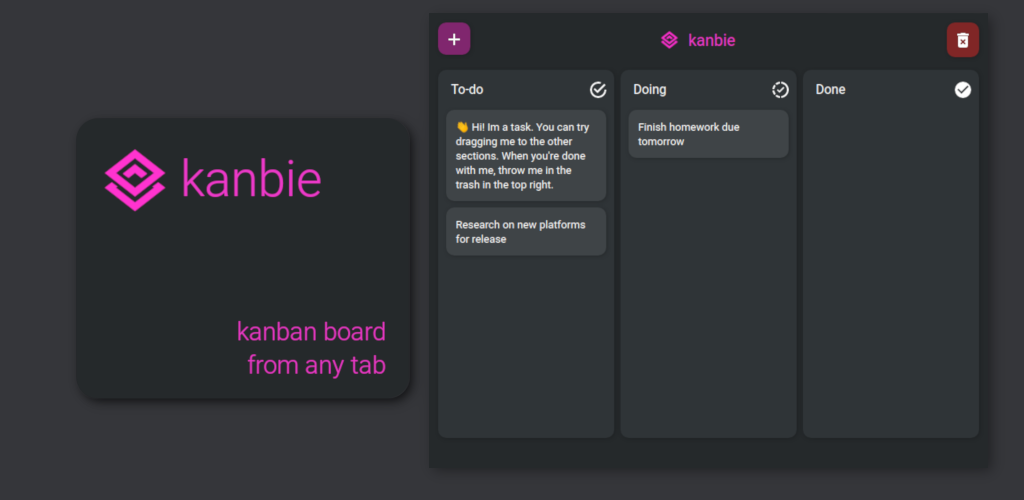 kanbie
kanban board
from any tab
kanbie
To-do
👋 Hi! Im a task. You can try
dragging me to the other
sections. When you're done
with me, throw me in the
trash in the top right.
Research on new platforms
for release
Doing
Finish homework due
tomorrow
Done